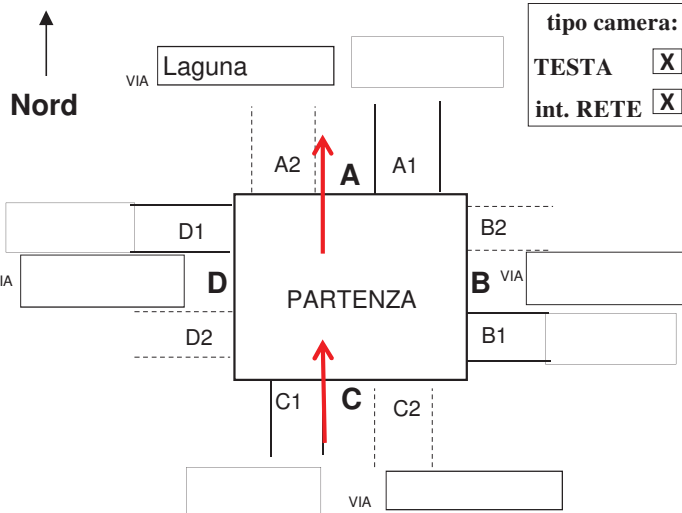 tipo camera:
TESTA X
int. RETE X
Nord
VIA Laguna
A2 A A1
D1 B2
VIA D B VIA
PARTENZA
D2 B1
C1 C C2
VIA